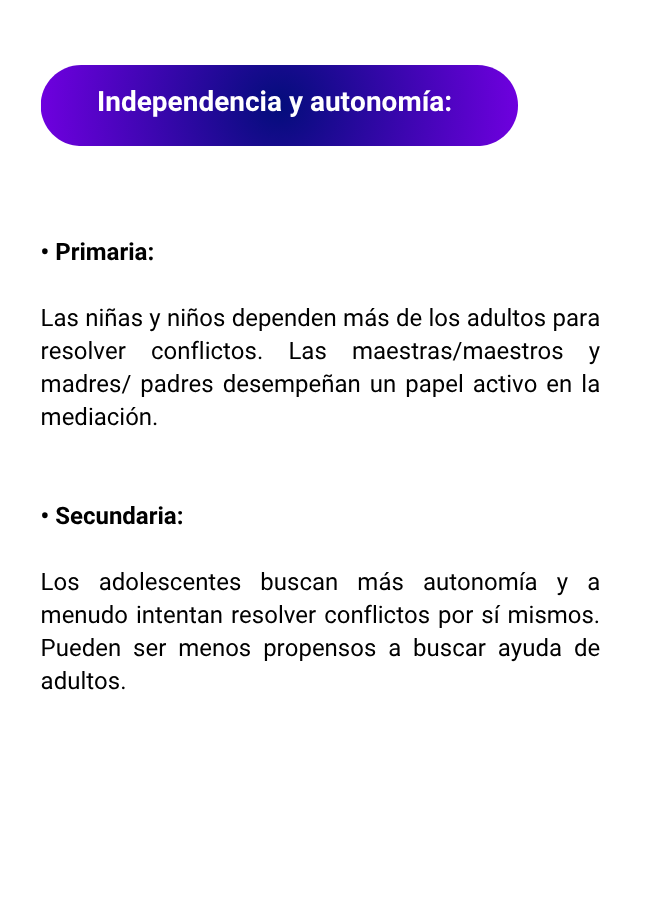 Independencia y autonomía:
• Primaria:
Las niñas y niños dependen más de los adultos para
resolver conflictos. Las maestras/maestros y
madres/ padres desempeñan un papel activo en la
mediación.
• Secundaria:
Los adolescentes buscan más autonomía y a
menudo intentan resolver conflictos por sí mismos.
Pueden ser menos propensos a buscar ayuda de
adultos.